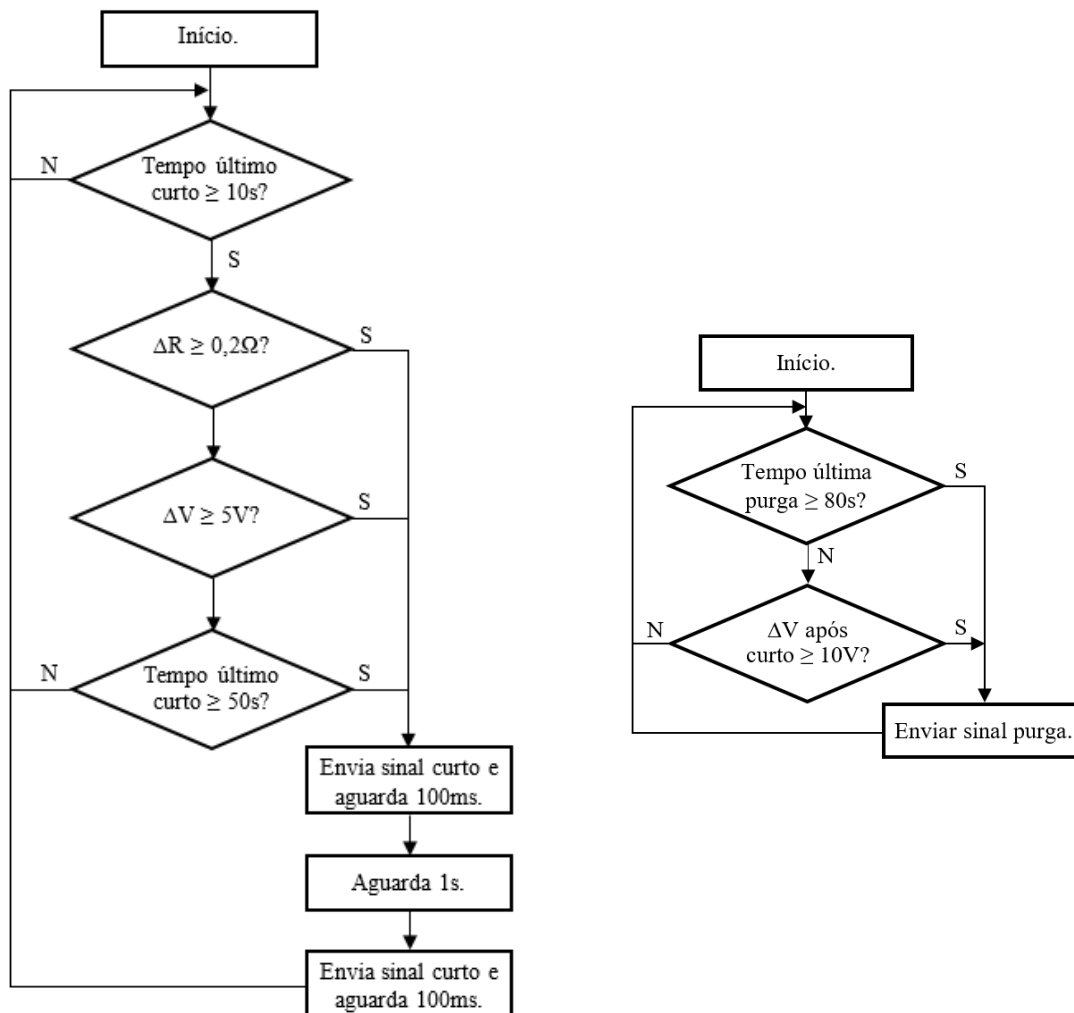 Início.
N
Tempo último
curto ≥ 10s?
S
ΔR ≥ 0,2Ω?
S
ΔV ≥ 5V?
S
N
Tempo último
curto ≥ 50s?
S
Envia sinal curto e
aguarda 100ms.
Aguarda 1s.
Envia sinal curto e
aguarda 100ms.
Início.
Tempo última
purga ≥ 80s?
S
N
N
ΔV após
curto ≥ 10V?
S
Enviar sinal purga.